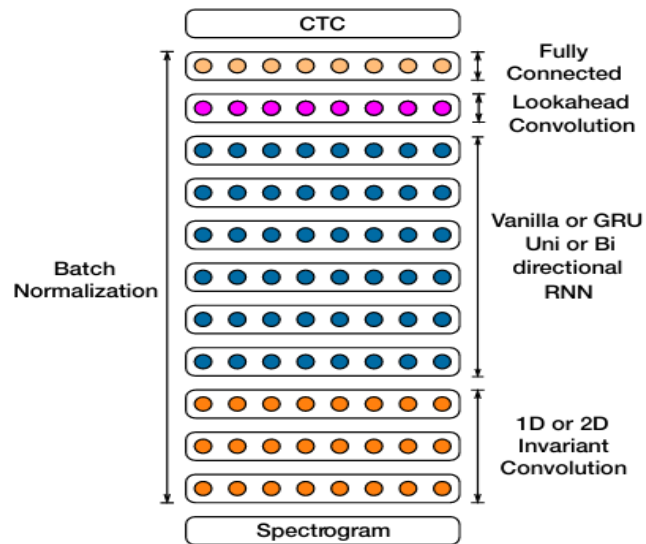 CTC
Fully
Connected
Lookahead
Convolution
Vanilla or GRU
Uni or Bi
directional
RNN
Batch
Normalization
1D or 2D
Invariant
Convolution
Spectrogram